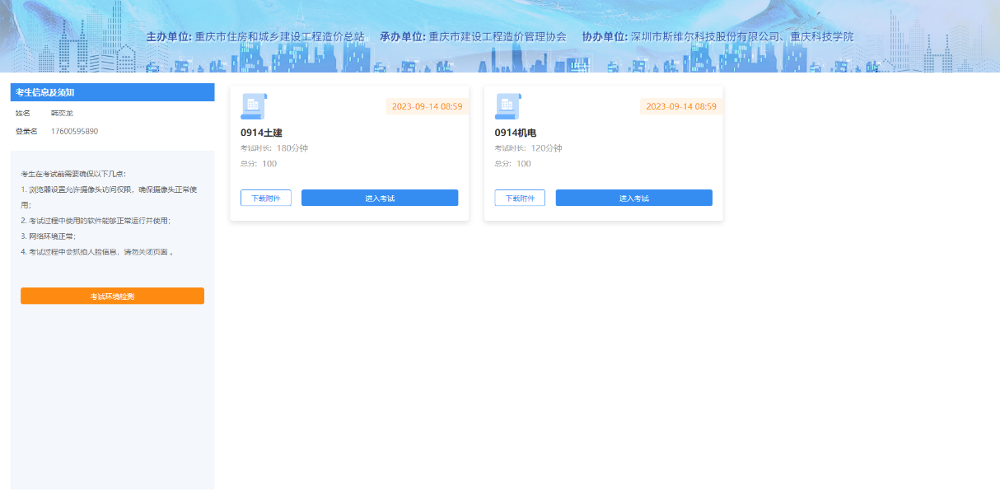 主办单位: 重庆市住房和城乡建设工程造价总站 承办单位: 重庆市建设工程造价管理协会 协办单位: 深圳市斯维尔科技股份有限公司、重庆科技学院
考生信息及须知
姓名 韩奕龙
登录名 17600595890
考生在考试前需要确保以下几点:
1. 浏览器设置允许摄像头访问权限，确保摄像头正常使
用；
2. 考试过程中使用的软件能够正常运行并使用；
3. 网络环境正常；
4. 考试过程中会抓拍人脸信息，请勿关闭页面 。
考试环境检测
2023-09-14 08:59
0914土建
考试时长: 180分钟
总分: 100
下载附件 进入考试
2023-09-14 08:59
0914机电
考试时长: 120分钟
总分: 100
下载附件 进入考试